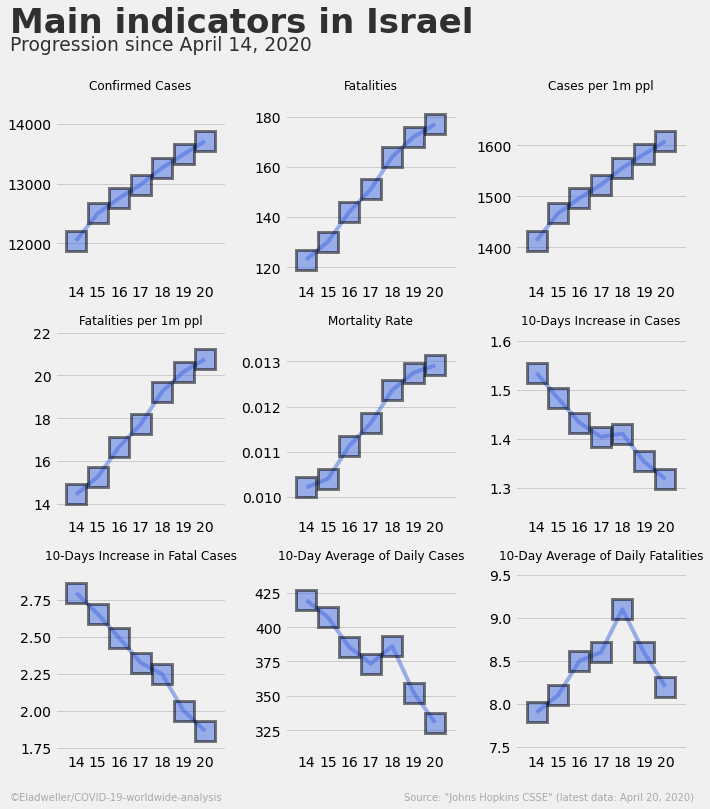 Main indicators in Israel
Progression since April 14, 2020
Confirmed Cases
14000
13000
12000
14 15 16 17 18 19 20
Fatalities
180
160
140
120
14 15 16 17 18 19 20
Cases per 1m ppl
1600
1500
1400
14 15 16 17 18 19 20
Fatalities per 1m ppl
22
20
18
16
14
14 15 16 17 18 19 20
Mortality Rate
0.013
0.012
0.011
0.010
14 15 16 17 18 19 20
10-Days Increase in Cases
1.6
1.5
1.4
1.3
14 15 16 17 18 19 20
10-Days Increase in Fatal Cases
2.75
2.50
2.25
2.00
1.75
14 15 16 17 18 19 20
10-Day Average of Daily Cases
425
400
375
350
325
14 15 16 17 18 19 20
10-Day Average of Daily Fatalities
9.5
9.0
8.5
8.0
7.5
14 15 16 17 18 19 20
©Eladweller/COVID-19-worldwide-analysis
Source: "Johns Hopkins CSSE" (latest data: April 20, 2020)